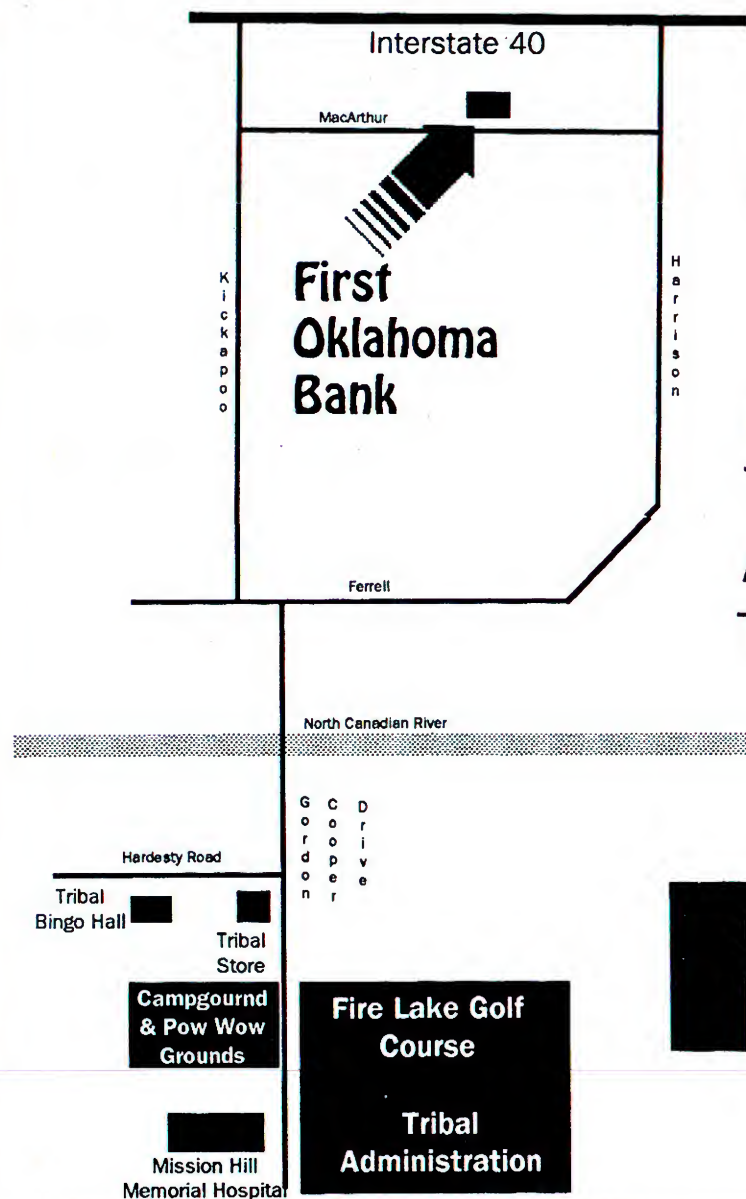 Interstate 40
MacArthur
Kickapoo
Harrison
First
Oklahoma
Bank
Ferrell
North Canadian River
Gordon
Cooper
Drive
Hardesty Road
Tribal
Bingo Hall
Tribal
Store
Campgournd
& Pow Wow
Grounds
Fire Lake Golf
Course
Tribal
Administration
Mission Hill
Memorial Hospital